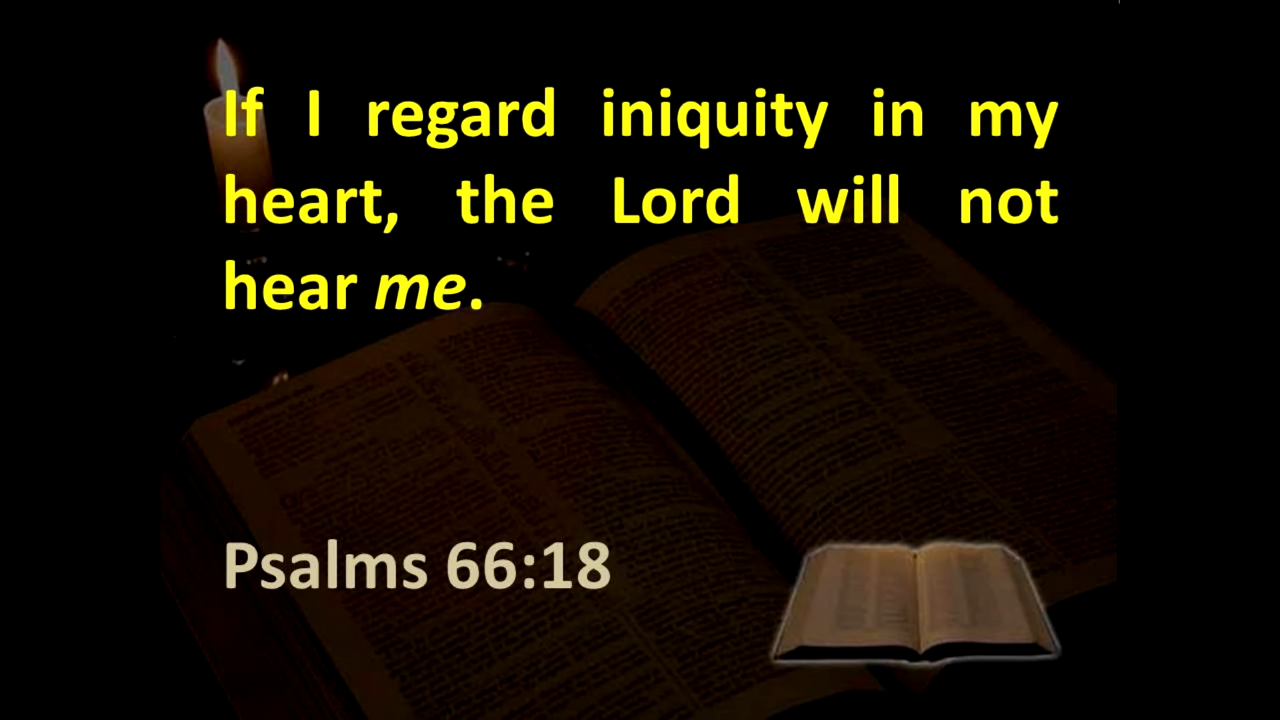 If I regard iniquity in my
heart, the Lord will not
hear me.
Psalms 66:18